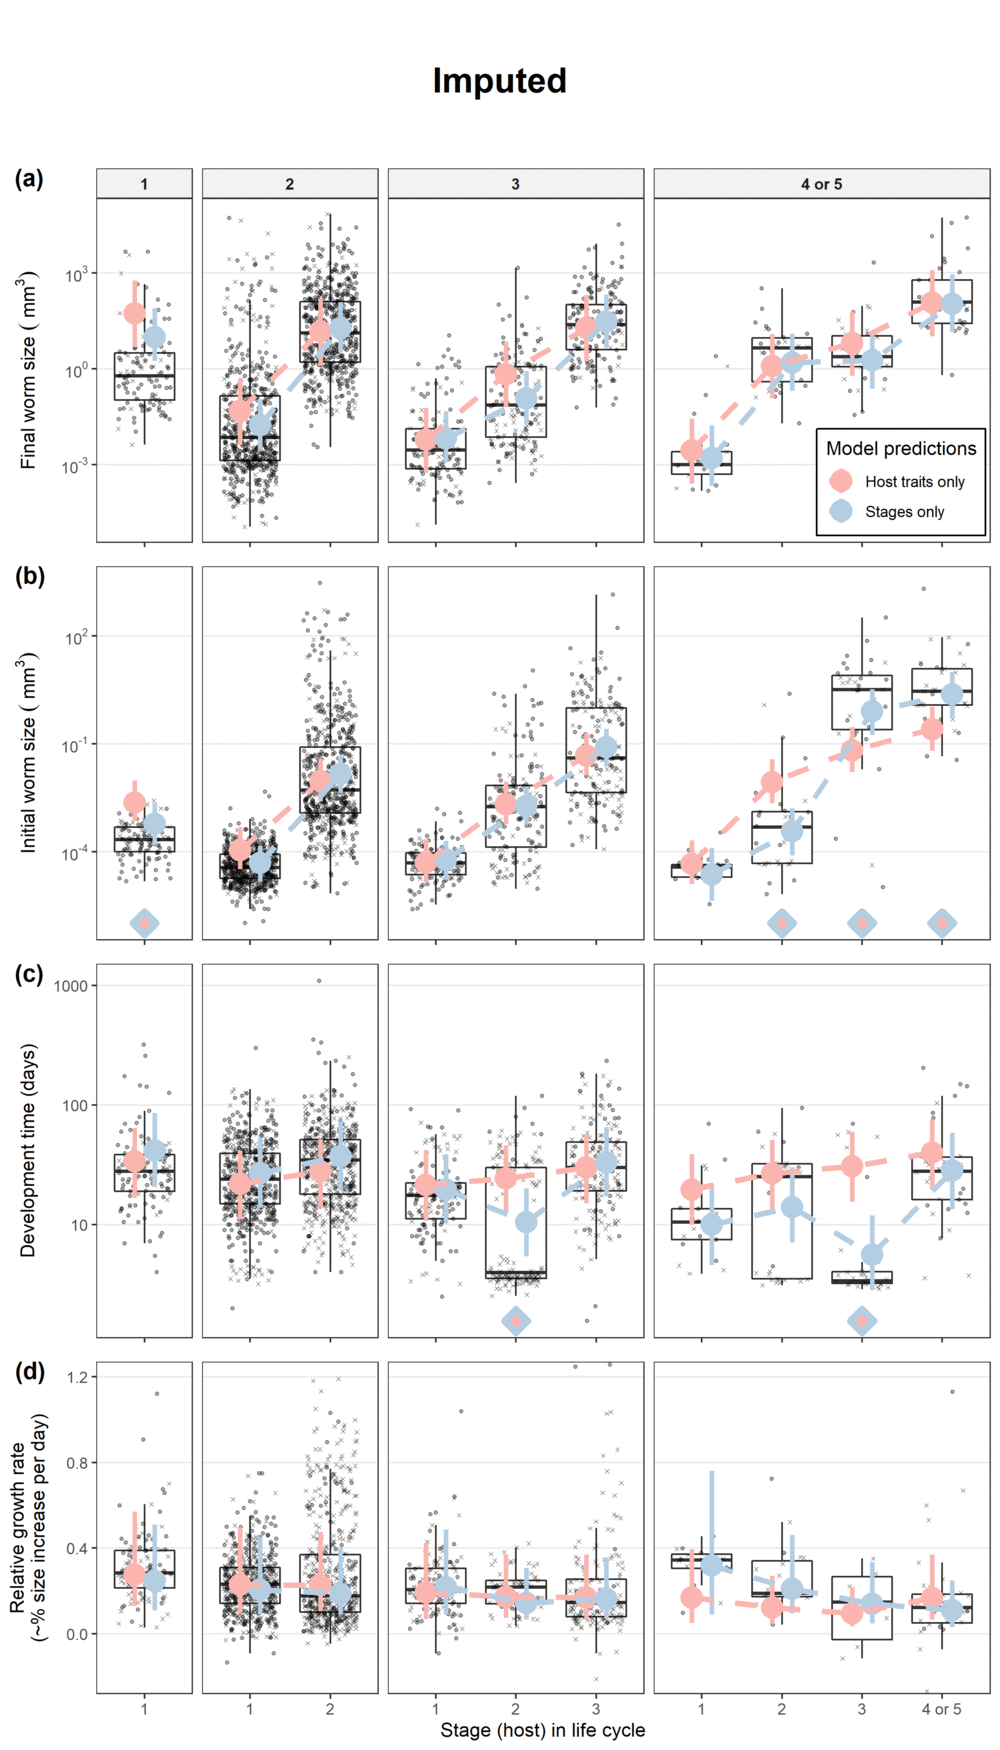 Imputed
(a)
1 2 3 4 or 5
Final worm size ( mm³)
10³
10⁰
10⁻³
Model predictions
Host traits only
Stages only
(b)
Initial worm size ( mm³)
10²
10⁻¹
10⁻⁴
(c)
Development time (days)
1000
100
10
(d)
Relative growth rate
(~% size increase per day)
1.2
0.8
0.4
0.0
1 1 2 1 2 3 1 2 3 4 or 5
Stage (host) in life cycle